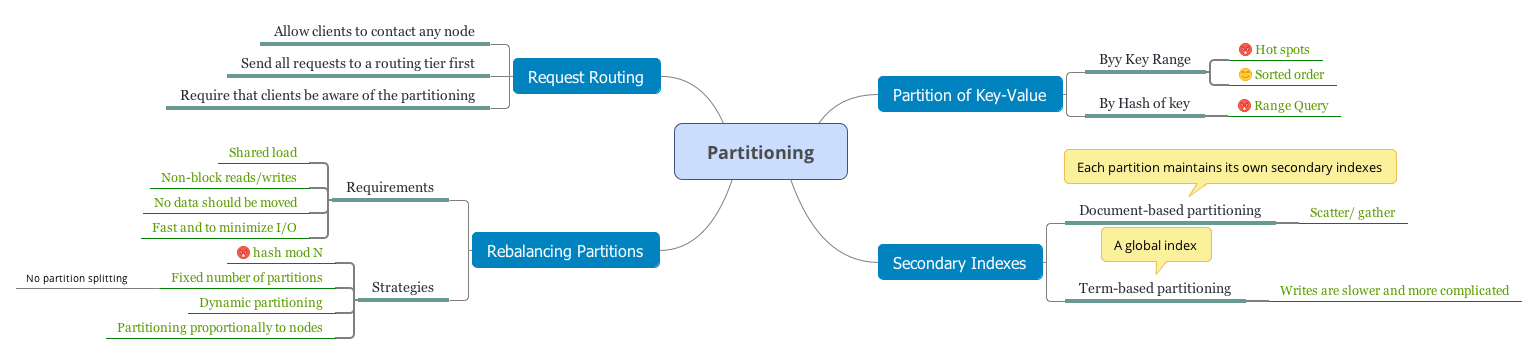 Partitioning
Request Routing
Allow clients to contact any node
Send all requests to a routing tier first
Require that clients be aware of the partitioning
Rebalancing Partitions
Requirements
Shared load
Non-block reads/writes
No data should be moved
Fast and to minimize I/O
Strategies
hash mod N
Fixed number of partitions
No partition splitting
Dynamic partitioning
Partitioning proportionally to nodes
Partition of Key-Value
Byy Key Range
Hot spots
Sorted order
By Hash of key
Range Query
Secondary Indexes
Each partition maintains its own secondary indexes
Document-based partitioning
Scatter/ gather
A global index
Term-based partitioning
Writes are slower and more complicated